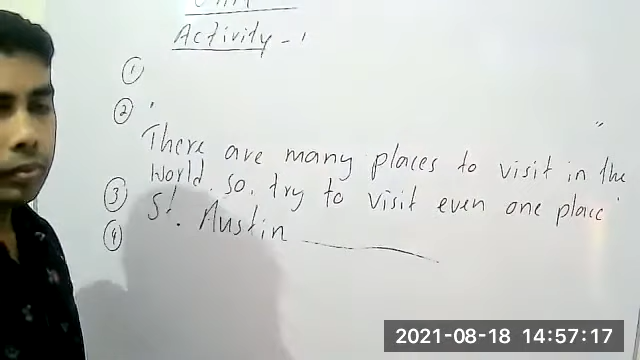 Activity - 1
①
② '
There are many places to visit in the "
World. so, try to visit even one place'
③ St. Austin
④
2021-08-18 14:57:17